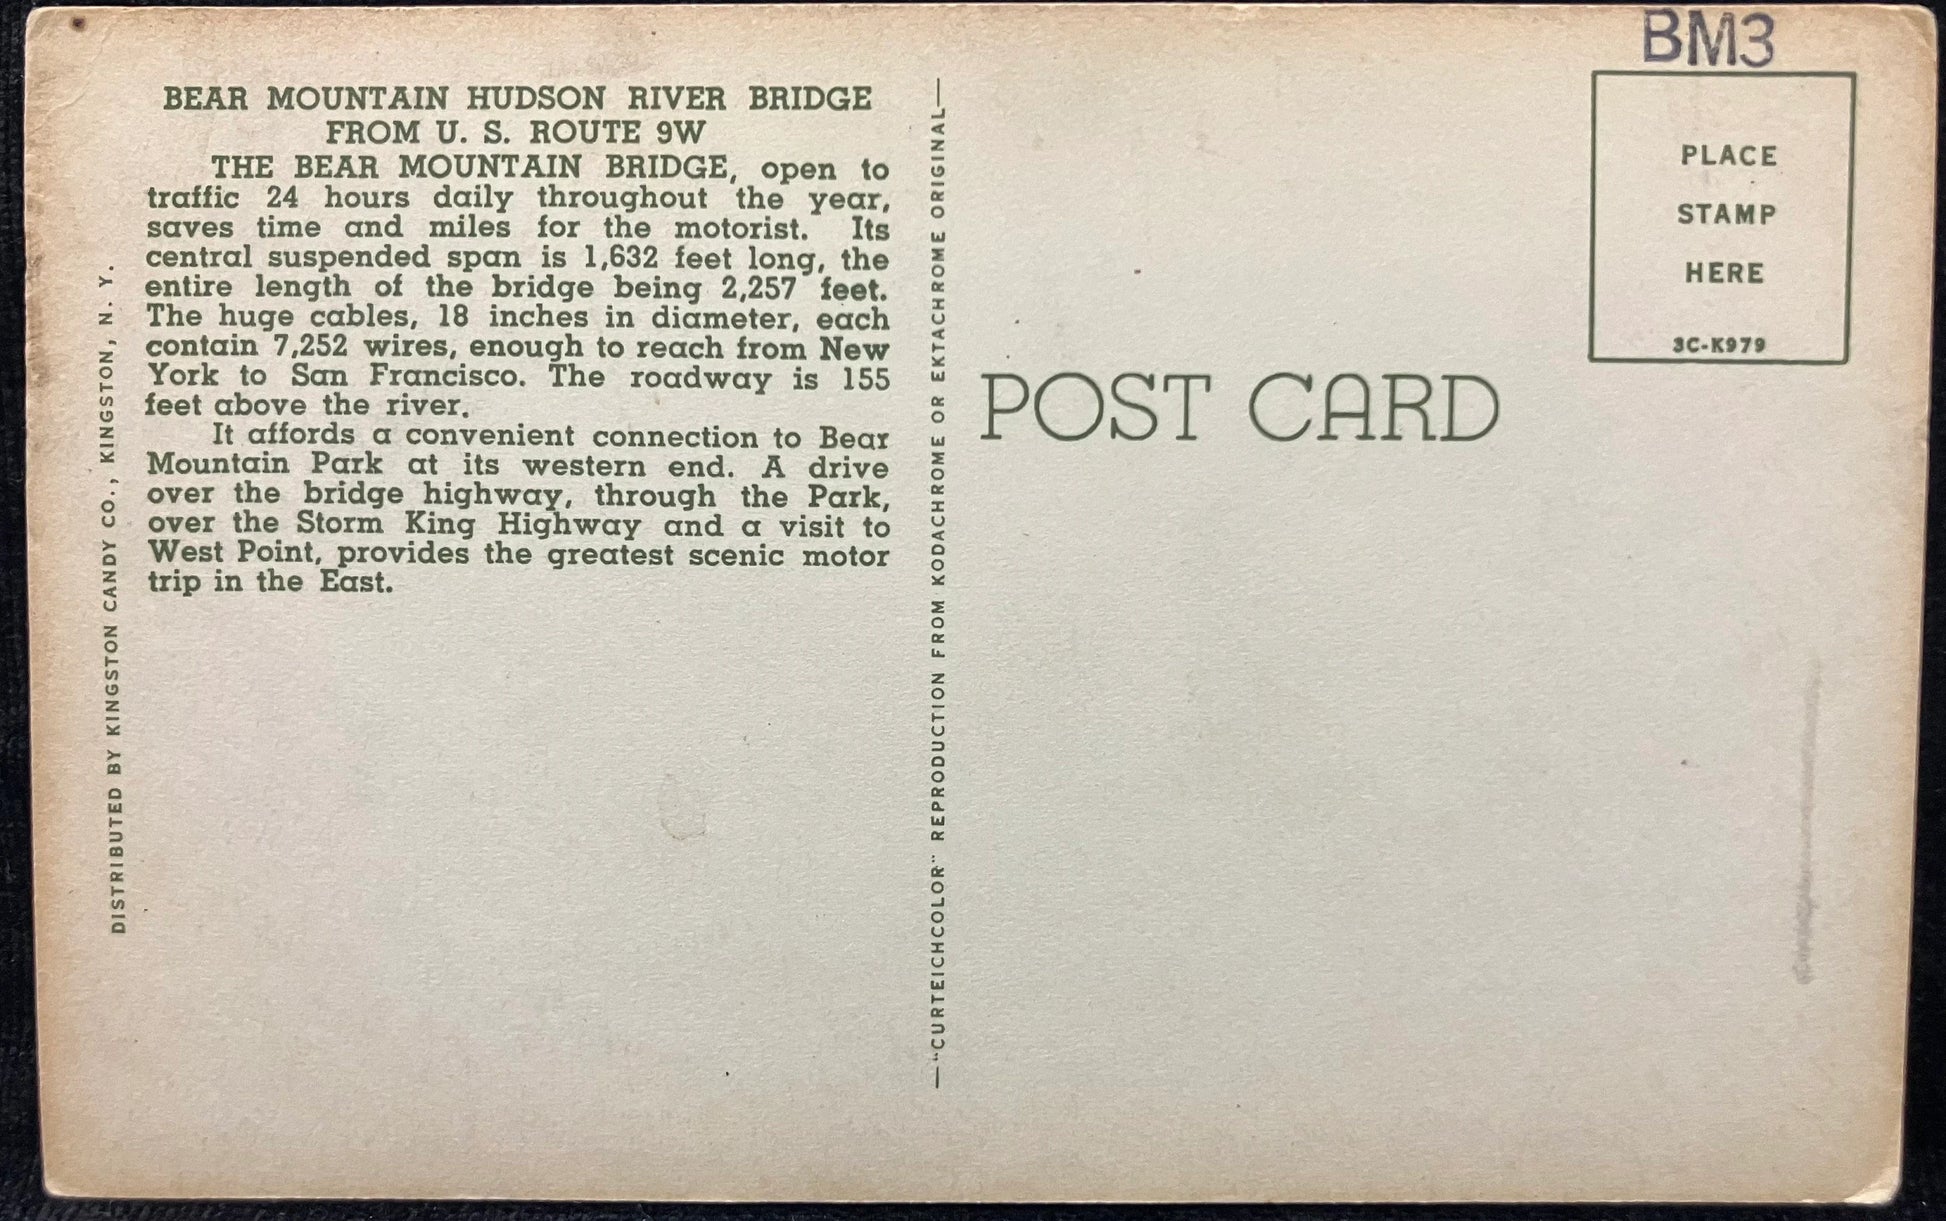 BM3
BEAR MOUNTAIN HUDSON RIVER BRIDGE
FROM U. S. ROUTE 9W
THE BEAR MOUNTAIN BRIDGE, open to
traffic 24 hours daily throughout the year,
saves time and miles for the motorist. Its
central suspended span is 1,632 feet long, the
entire length of the bridge being 2,257 feet.
The huge cables, 18 inches in diameter, each
contain 7,252 wires, enough to reach from New
York to San Francisco. The roadway is 155
feet above the river.
It affords a convenient connection to Bear
Mountain Park at its western end. A drive
over the bridge highway, through the Park,
over the Storm King Highway and a visit to
West Point, provides the greatest scenic motor
trip in the East.
DISTRIBUTED BY KINGSTON CANDY CO., KINGSTON, N. Y.
—"CURTEICHCOLOR" REPRODUCTION FROM KODACHROME OR EKTACHROME ORIGINAL—
POST CARD
PLACE
STAMP
HERE
3C-K979